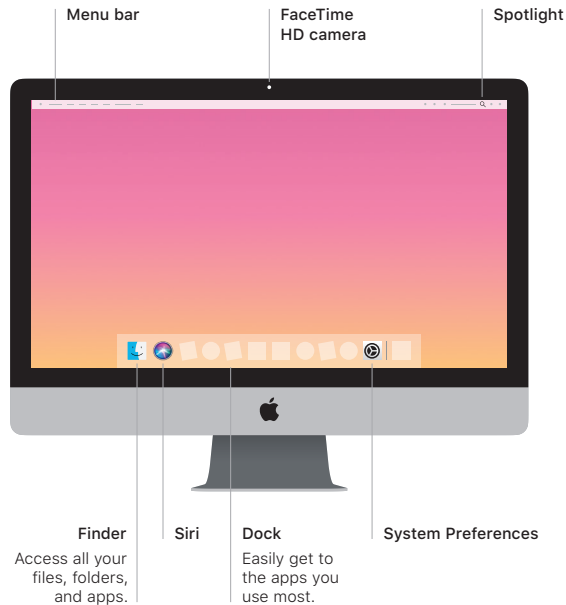 Menu bar
FaceTime
HD camera
Spotlight
Finder
Access all your
files, folders,
and apps.
Siri
Dock
Easily get to
the apps you
use most.
System Preferences